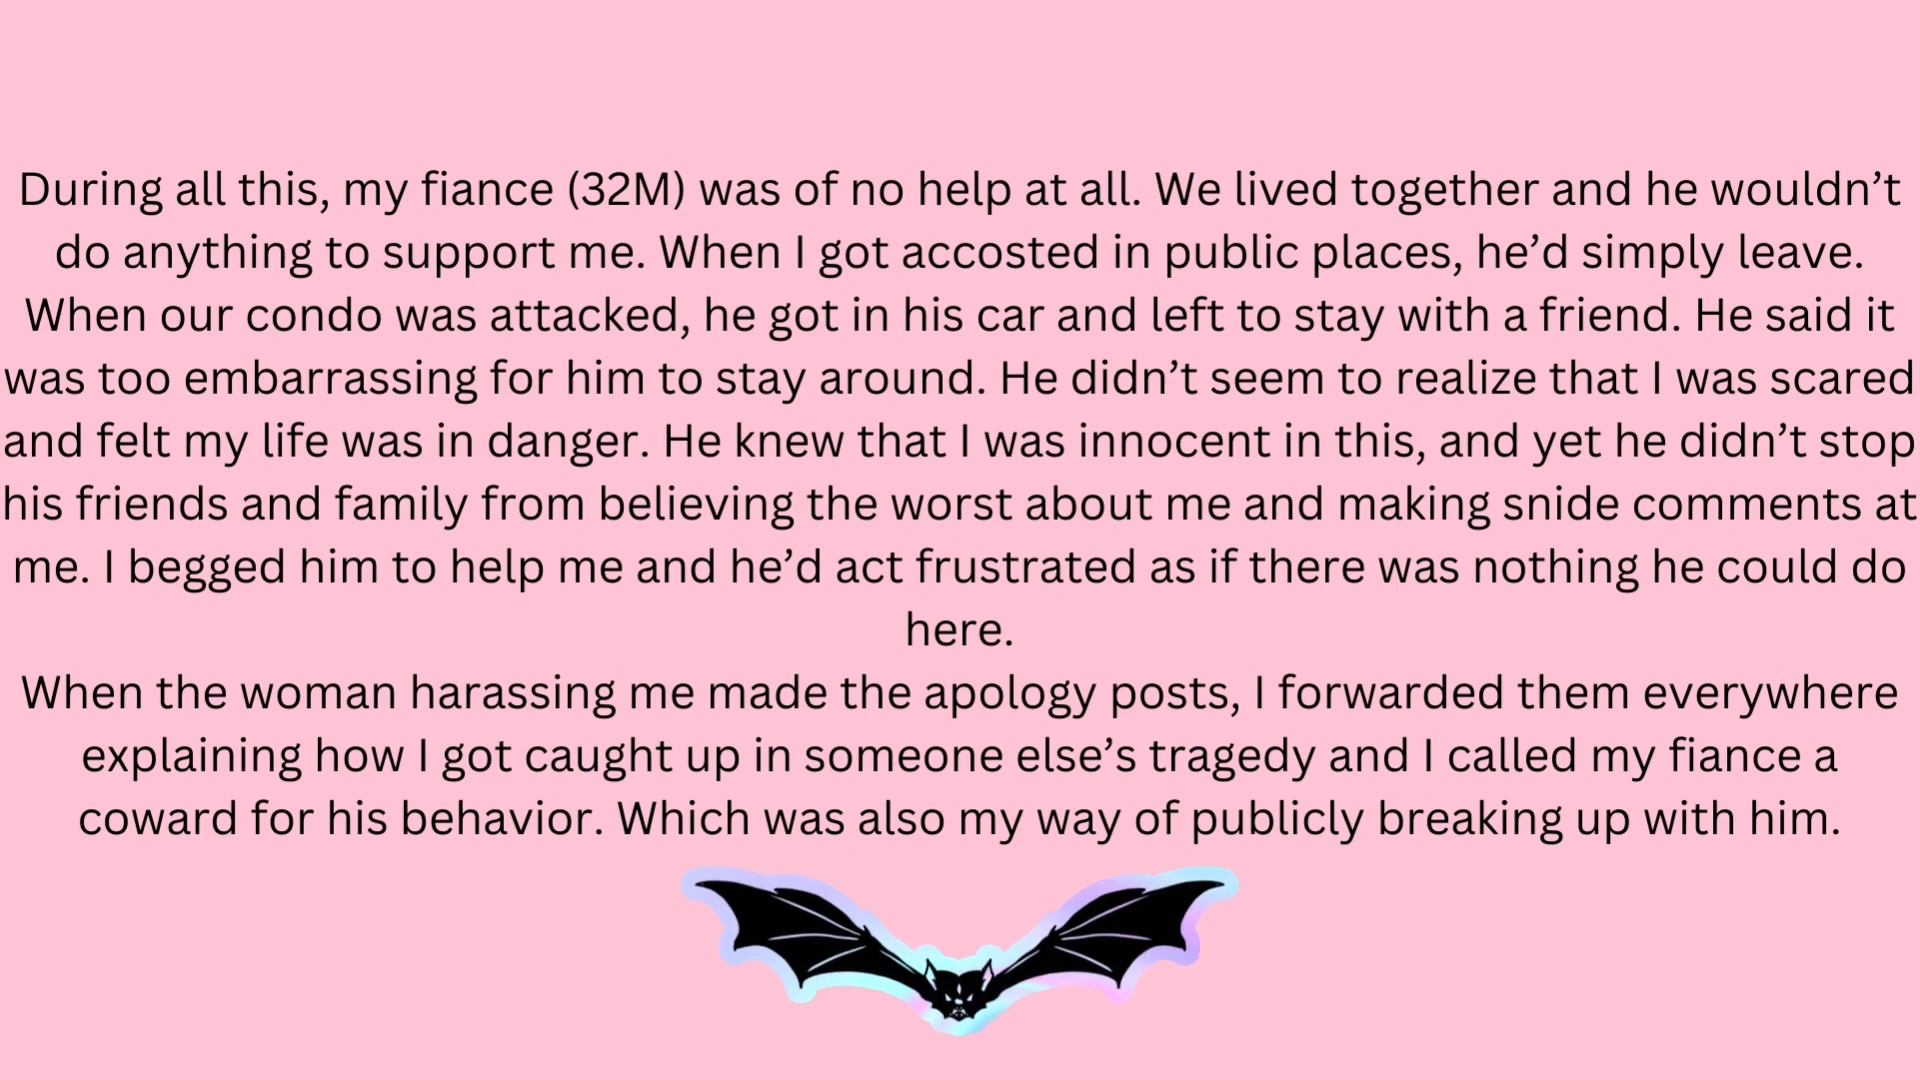 During all this, my fiance (32M) was of no help at all. We lived together and he wouldn’t
do anything to support me. When I got accosted in public places, he’d simply leave.
When our condo was attacked, he got in his car and left to stay with a friend. He said it
was too embarrassing for him to stay around. He didn’t seem to realize that I was scared
and felt my life was in danger. He knew that I was innocent in this, and yet he didn’t stop
his friends and family from believing the worst about me and making snide comments at
me. I begged him to help me and he’d act frustrated as if there was nothing he could do
here.
When the woman harassing me made the apology posts, I forwarded them everywhere
explaining how I got caught up in someone else’s tragedy and I called my fiance a
coward for his behavior. Which was also my way of publicly breaking up with him.